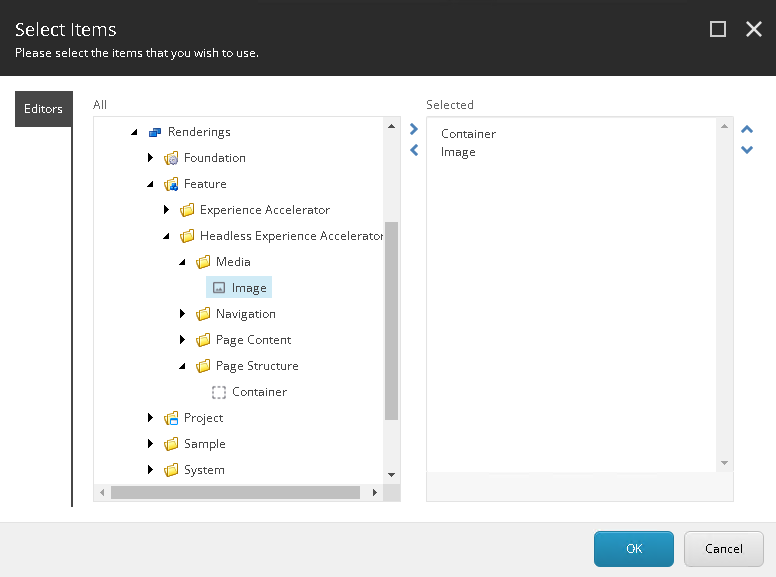 Select Items
Please select the items that you wish to use.
Editors
All
Renderings
Foundation
Feature
Experience Accelerator
Headless Experience Accelerator
Media
Image
Navigation
Page Content
Page Structure
Container
Project
Sample
System
Selected
Container
Image
OK
Cancel